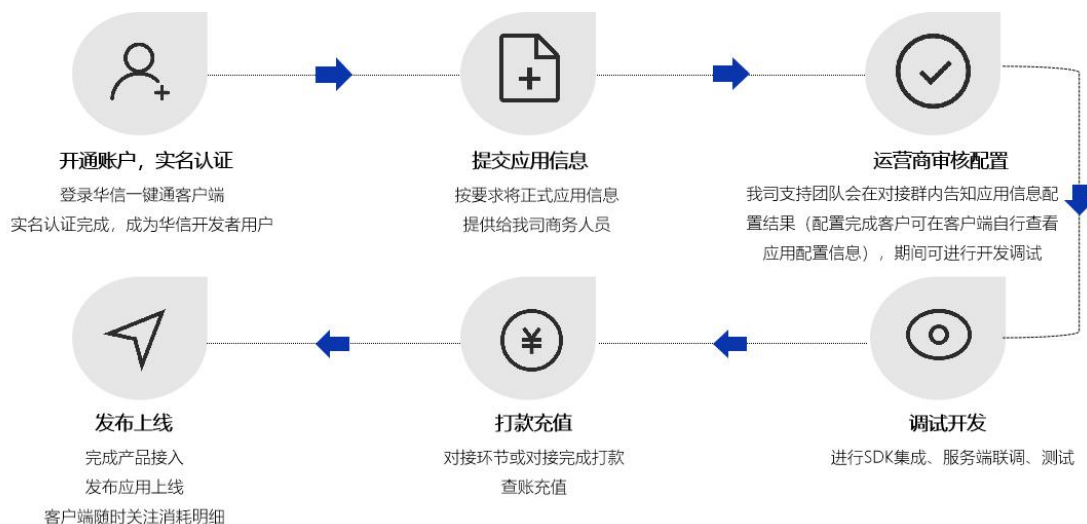 开通账户，实名认证
登录华信一键通客户端
实名认证完成，成为华信开发者用户
提交应用信息
按要求将正式应用信息
提供给我司商务人员
运营商审核配置
我司支持团队会在对接群内告知应用信息配
置结果（配置完成客户可在客户端自行查看
应用配置信息），期间可进行开发调试
调试开发
进行SDK集成、服务端联调、测试
¥
打款充值
对接环节或对接完成打款
查账充值
发布上线
完成产品接入
发布应用上线
客户端随时关注消耗明细